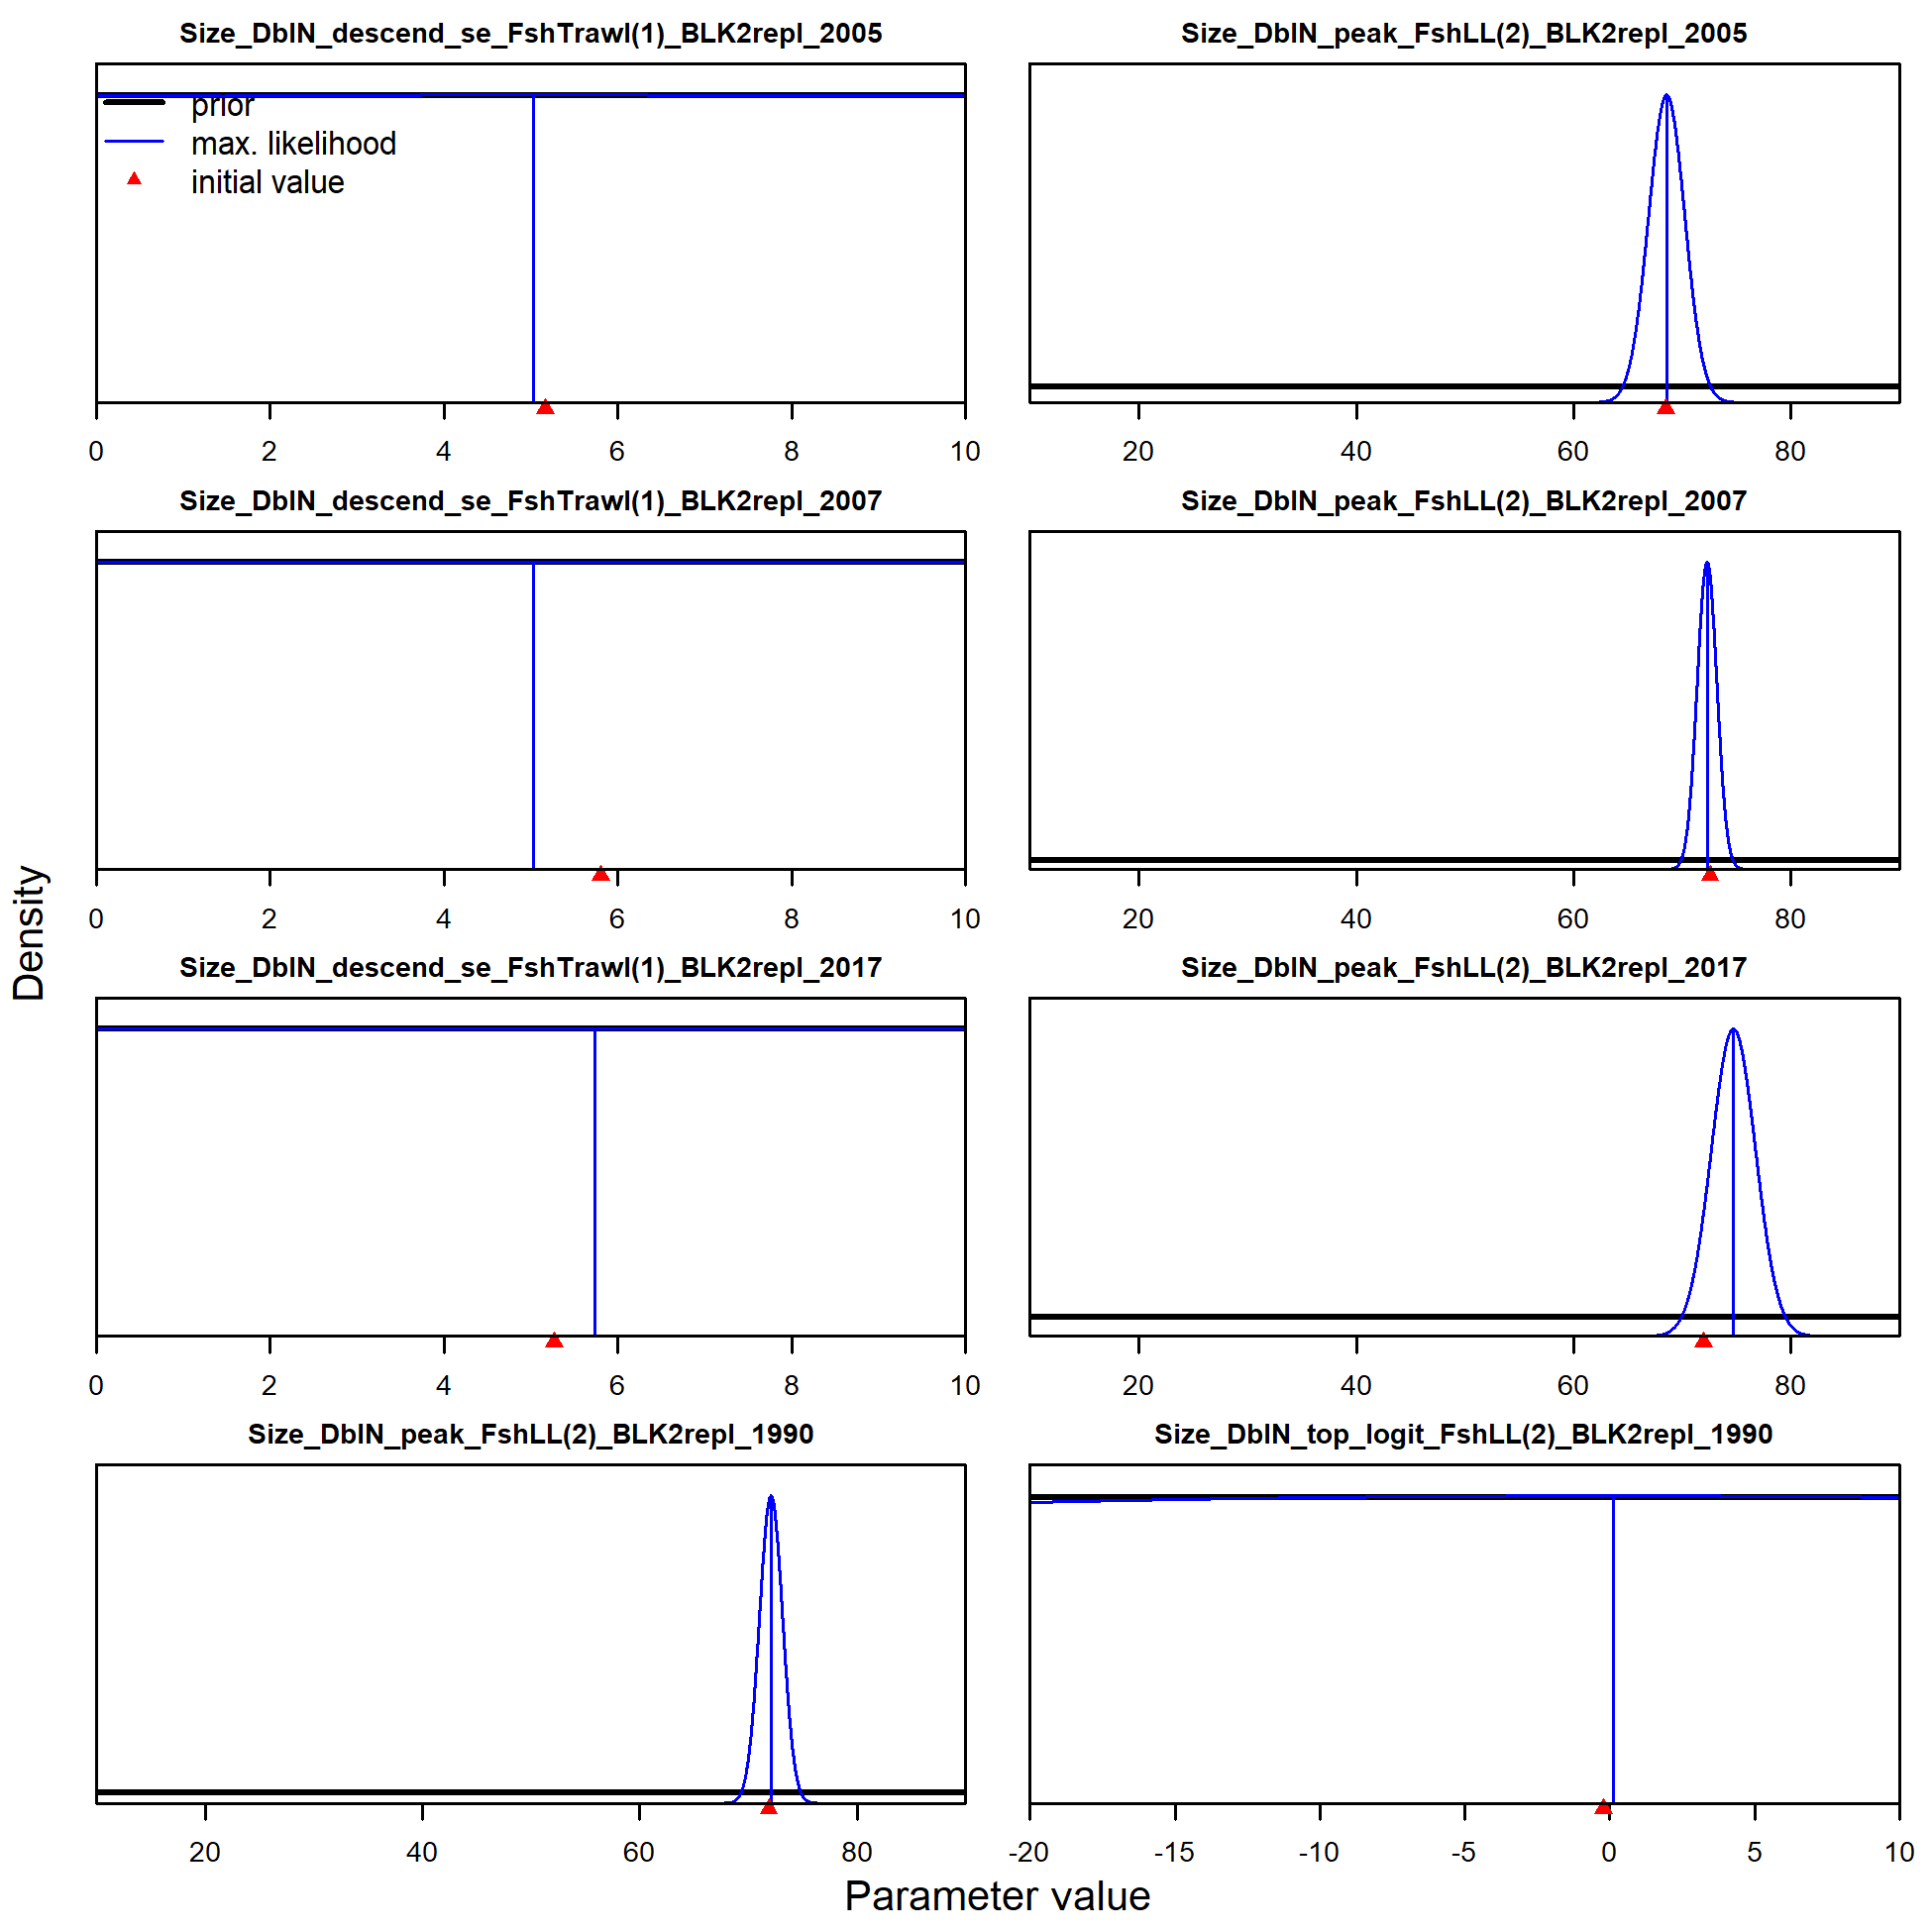 Size_DblN_descend_se_FshTrawl(1)_BLK2repl_2005
prior
max. likelihood
initial value
0 2 4 6 8 10
Size_DblN_peak_FshLL(2)_BLK2repl_2005
20 40 60 80
Size_DblN_descend_se_FshTrawl(1)_BLK2repl_2007
0 2 4 6 8 10
Size_DblN_peak_FshLL(2)_BLK2repl_2007
20 40 60 80
Size_DblN_descend_se_FshTrawl(1)_BLK2repl_2017
0 2 4 6 8 10
Size_DblN_peak_FshLL(2)_BLK2repl_2017
20 40 60 80
Size_DblN_peak_FshLL(2)_BLK2repl_1990
20 40 60 80
Size_DblN_top_logit_FshLL(2)_BLK2repl_1990
-20 -15 -10 -5 0 5 10
Density
Parameter value